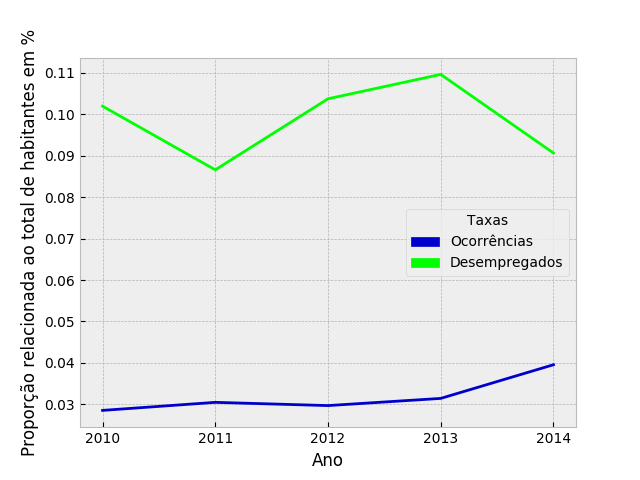 Proporção relacionada ao total de habitantes em %
0.11
0.10
0.09
0.08
0.07
0.06
0.05
0.04
0.03
Taxas
Ocorrências
Desempregados
2010 2011 2012 2013 2014
Ano